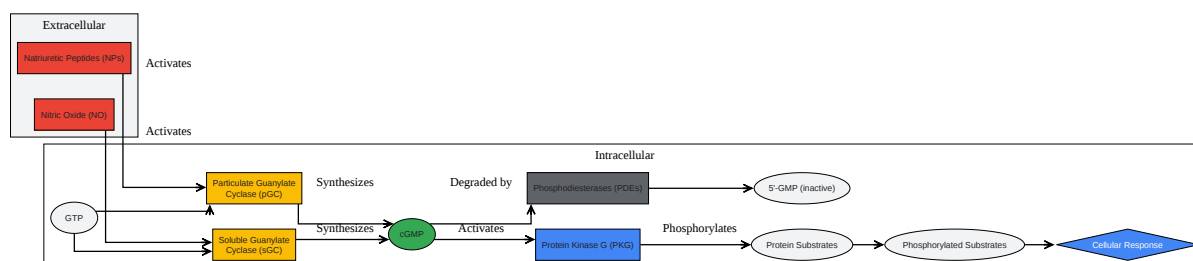 Extracellular
Natriuretic Peptides (NPs)
Activates
Nitric Oxide (NO)
Activates
Intracellular
Particulate Guanylate
Cyclase (pGC)
Synthesizes
Degraded by
Phosphodiesterases (PDEs)
5'-GMP (inactive)
GTP
Soluble Guanylate
Cyclase (sGC)
Synthesizes
cGMP
Activates
Protein Kinase G (PKG)
Phosphorylates
Protein Substrates
Phosphorylated Substrates
Cellular Response